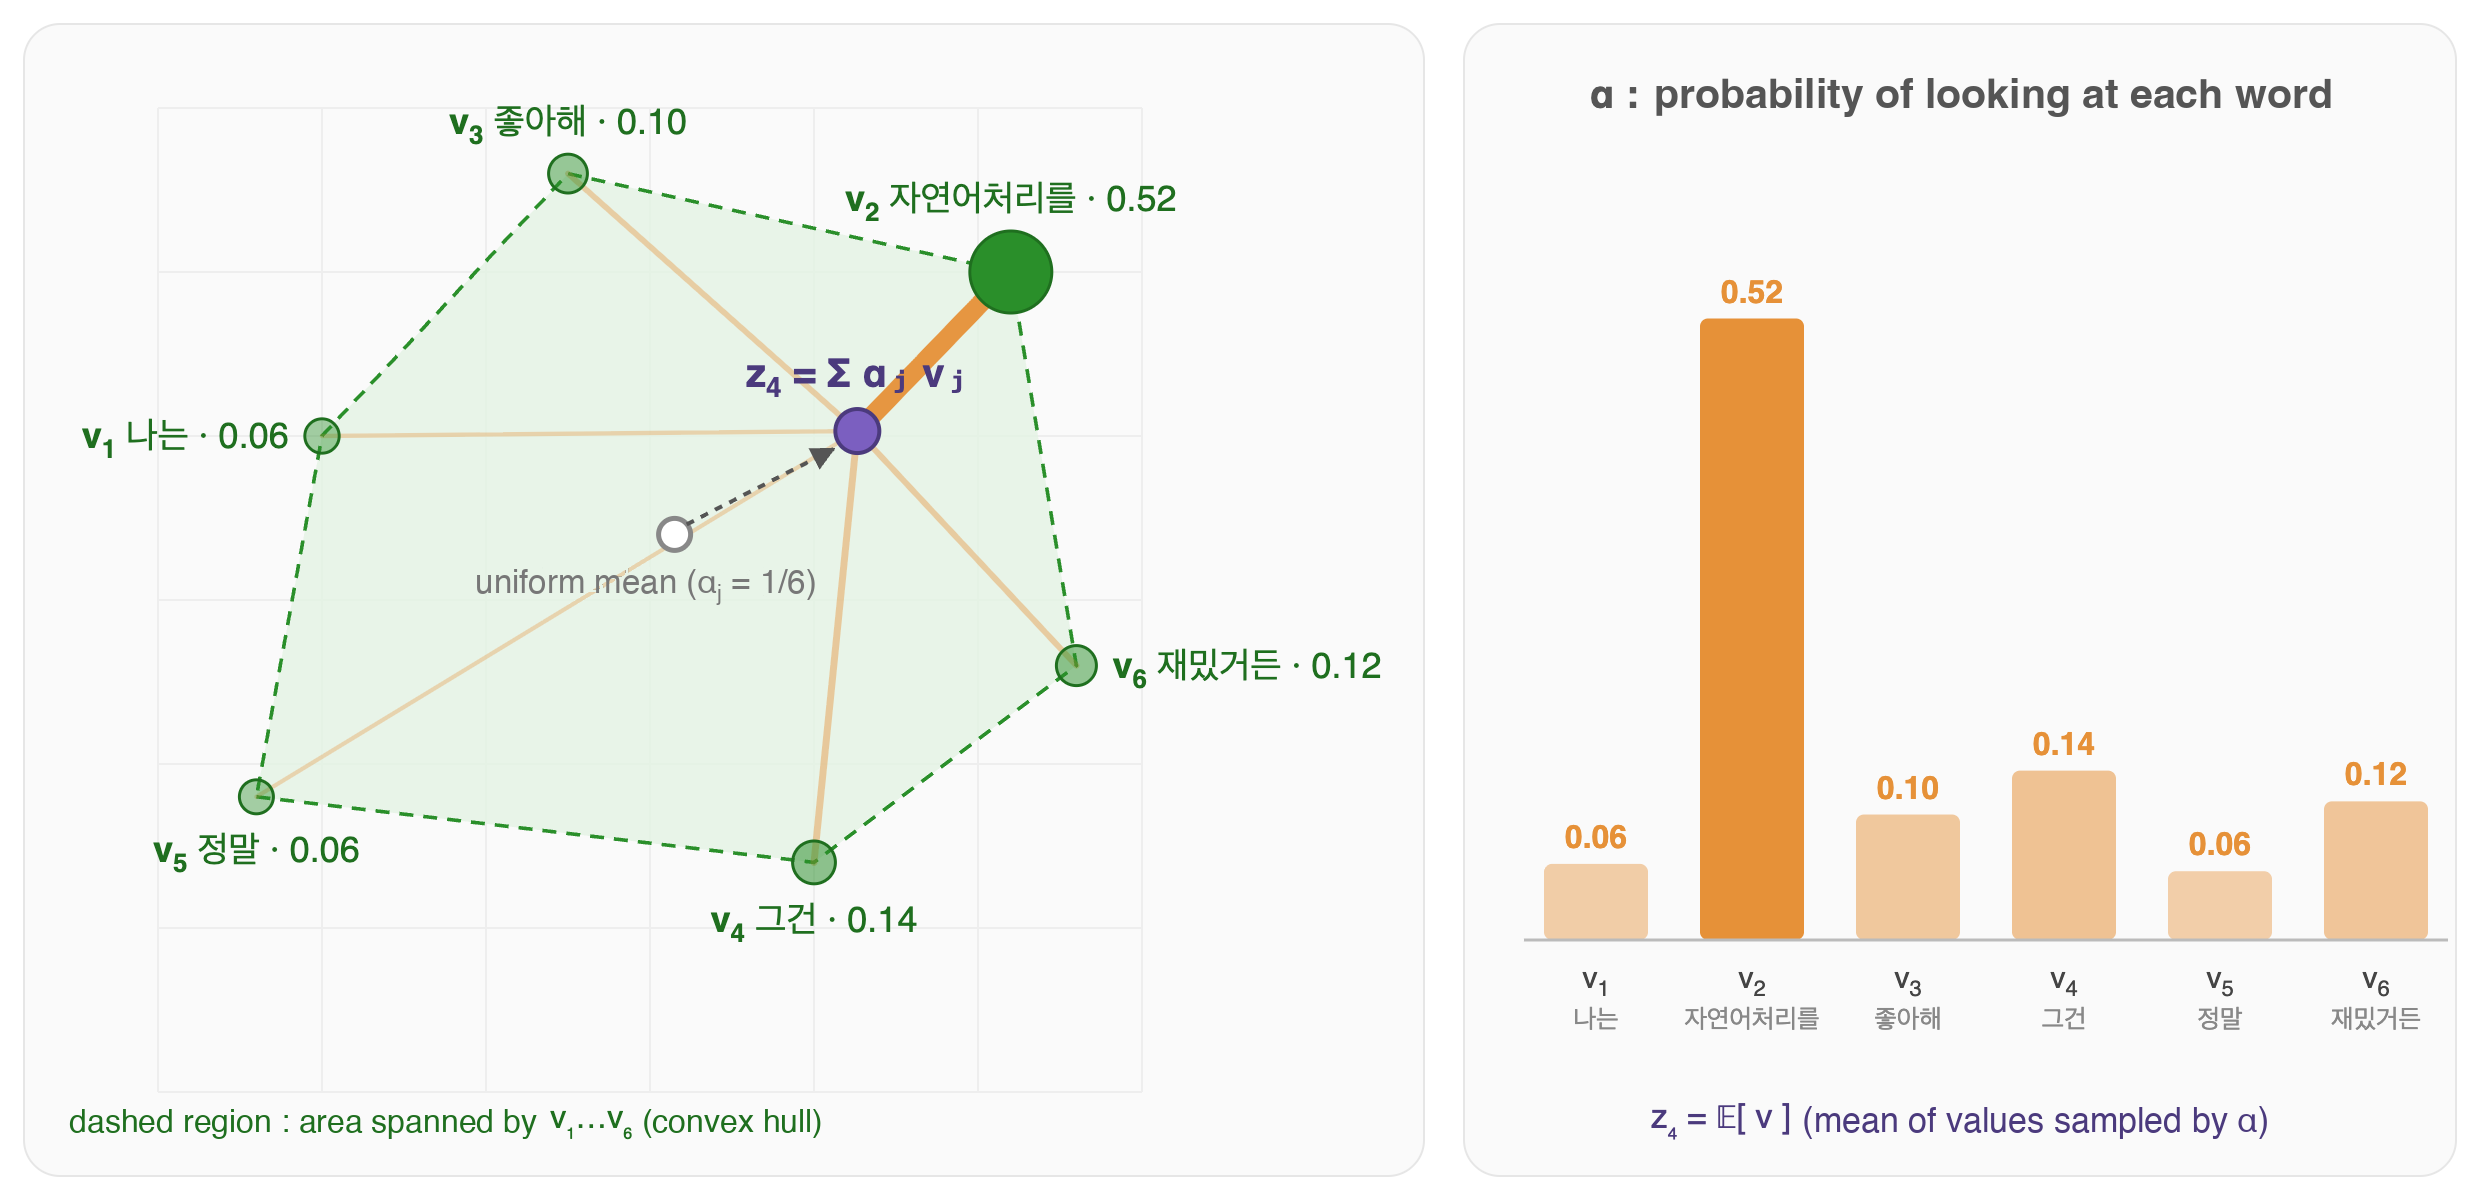 v3 좋아해 · 0.10
v2 자연어처리를 · 0.52
z4 = Σ αj vj
v1 나는 · 0.06
uniform mean (αj = 1/6)
v6 재밌거든 · 0.12
v5 정말 · 0.06
v4 그건 · 0.14
dashed region : area spanned by v1…v6 (convex hull)
α : probability of looking at each word
0.52
0.14
0.12
0.10
0.06
0.06
v1 v2 v3 v4 v5 v6
나는 자연어처리를 좋아해 그건 정말 재밌거든
z4 = 𝔼[ v ] (mean of values sampled by α)